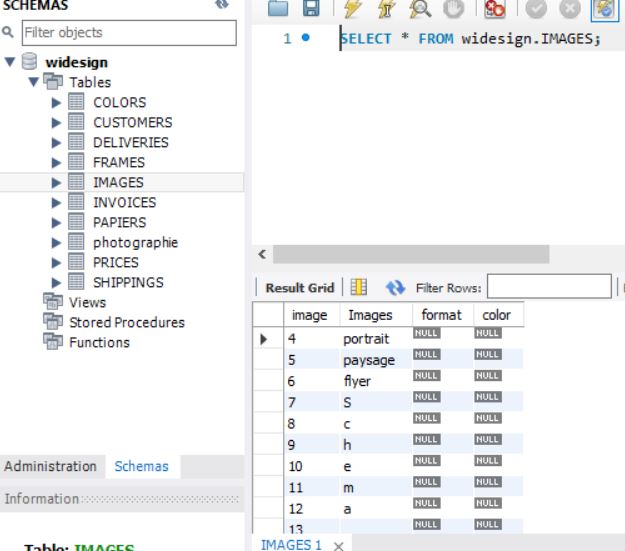 SCHEMAS
Filter objects
widesign
Tables
COLORS
CUSTOMERS
DELIVERIES
FRAMES
IMAGES
INVOICES
PAPIERS
photographie
PRICES
SHIPPINGS
Views
Stored Procedures
Functions
Administration Schemas
Information
Table: IMAGES
1 SELECT * FROM widesign.IMAGES;
Result Grid Filter Rows:
image Images format color
4 portrait NULL NULL
5 paysage NULL NULL
6 flyer NULL NULL
7 S NULL NULL
8 c NULL NULL
9 h NULL NULL
10 e NULL NULL
11 m NULL NULL
12 a NULL NULL
13 NULL NULL
IMAGES 1